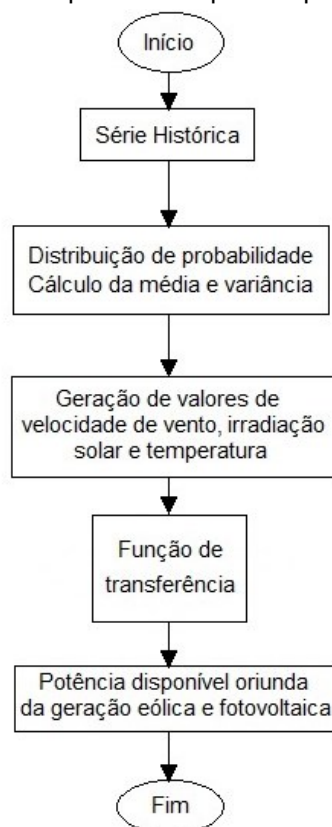 Início
Série Histórica
Distribuição de probabilidade
Cálculo da média e variância
Geração de valores de
velocidade de vento, irradiação
solar e temperatura
Função de
transferência
Potência disponível oriunda
da geração eólica e fotovoltaica
Fim